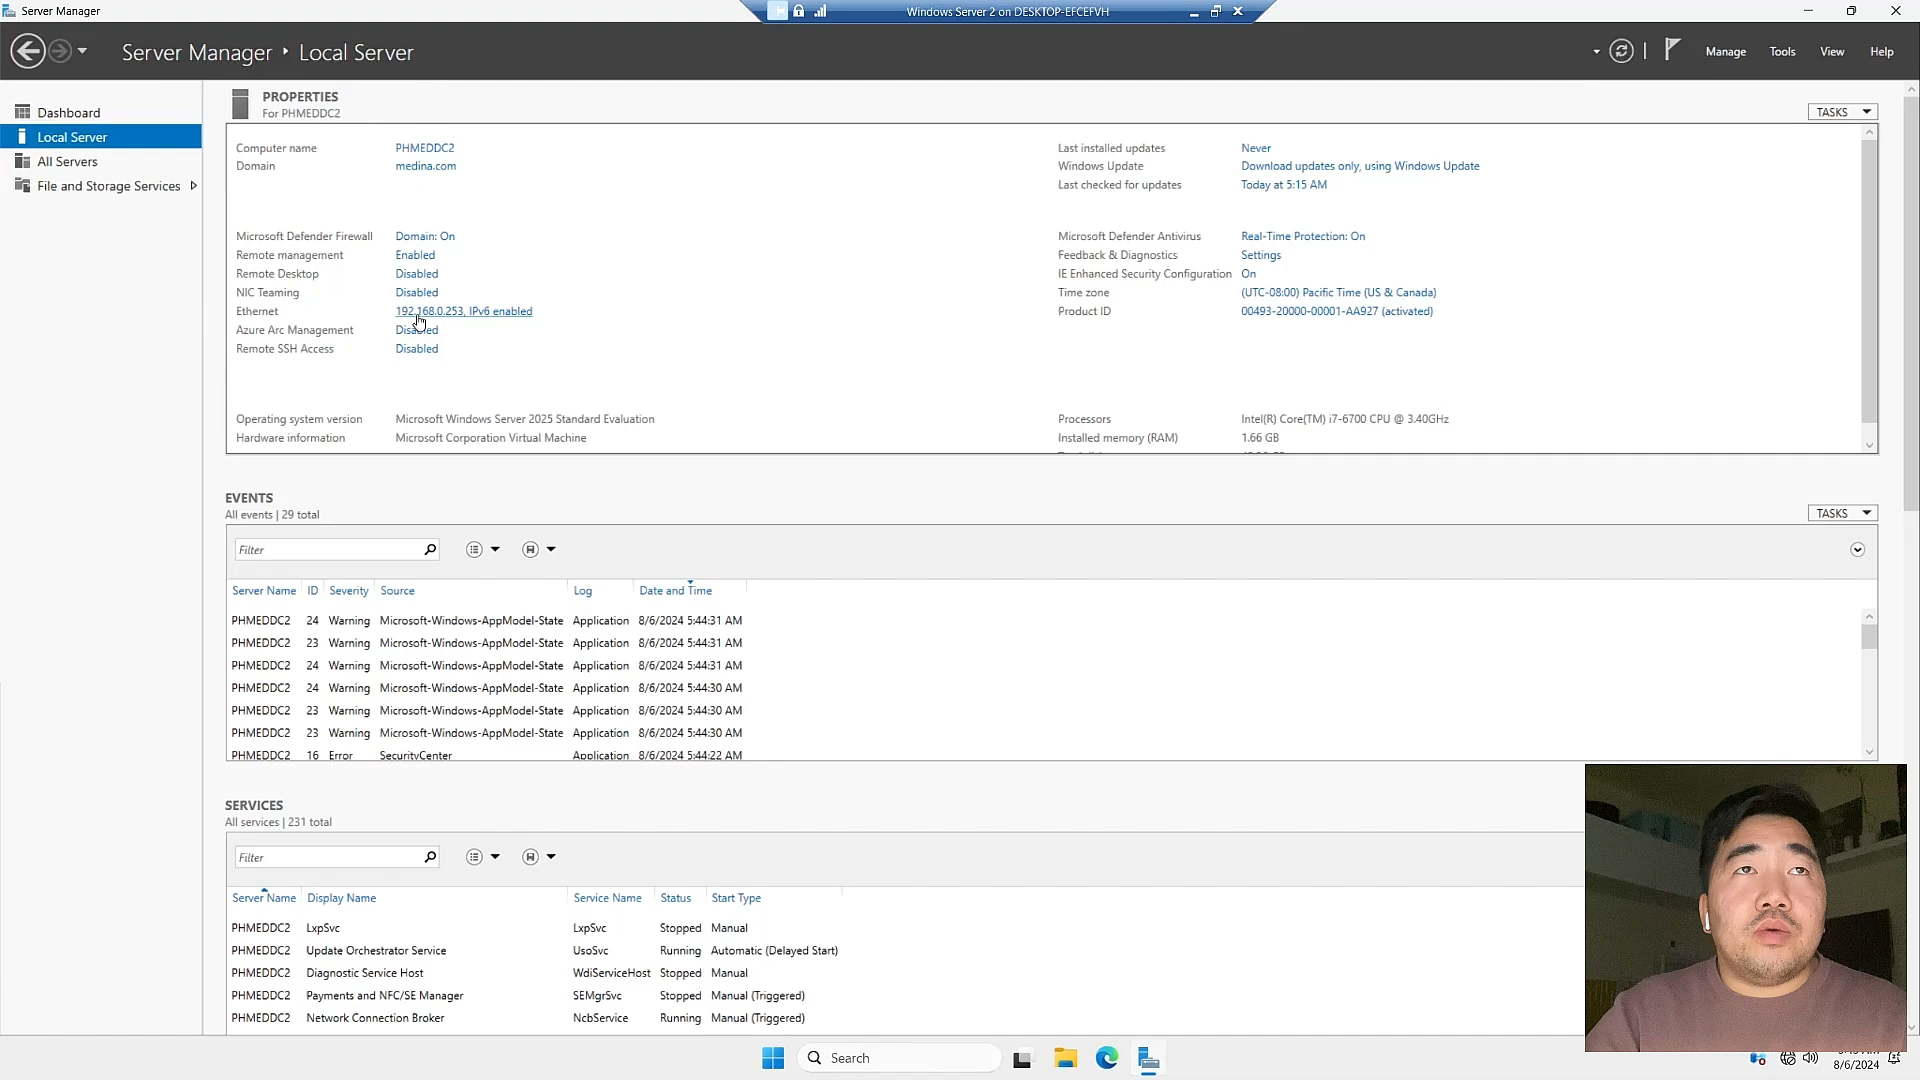 Server Manager
Windows Server 2 on DESKTOP-EFCEFVH
Server Manager ‣ Local Server
Manage Tools View Help
Dashboard
Local Server
All Servers
File and Storage Services
PROPERTIES
For PHMEDDC2
TASKS
Computer name PHMEDDC2
Domain medina.com
Last installed updates Never
Windows Update Download updates only, using Windows Update
Last checked for updates Today at 5:15 AM
Microsoft Defender Firewall Domain: On
Remote management Enabled
Remote Desktop Disabled
NIC Teaming Disabled
Ethernet 192.168.0.253, IPv6 enabled
Azure Arc Management Disabled
Remote SSH Access Disabled
Microsoft Defender Antivirus Real-Time Protection: On
Feedback & Diagnostics Settings
IE Enhanced Security Configuration On
Time zone (UTC-08:00) Pacific Time (US & Canada)
Product ID 00493-20000-00001-AA927 (activated)
Operating system version Microsoft Windows Server 2025 Standard Evaluation
Hardware information Microsoft Corporation Virtual Machine
Processors Intel(R) Core(TM) i7-6700 CPU @ 3.40GHz
Installed memory (RAM) 1.66 GB
EVENTS
All events | 29 total
TASKS
Filter
Server Name ID Severity Source Log Date and Time
PHMEDDC2 24 Warning Microsoft-Windows-AppModel-State Application 8/6/2024 5:44:31 AM
PHMEDDC2 23 Warning Microsoft-Windows-AppModel-State Application 8/6/2024 5:44:31 AM
PHMEDDC2 24 Warning Microsoft-Windows-AppModel-State Application 8/6/2024 5:44:31 AM
PHMEDDC2 24 Warning Microsoft-Windows-AppModel-State Application 8/6/2024 5:44:30 AM
PHMEDDC2 23 Warning Microsoft-Windows-AppModel-State Application 8/6/2024 5:44:30 AM
PHMEDDC2 23 Warning Microsoft-Windows-AppModel-State Application 8/6/2024 5:44:30 AM
PHMEDDC2 16 Error SecurityCenter Application 8/6/2024 5:44:22 AM
SERVICES
All services | 231 total
Filter
Server Name Display Name Service Name Status Start Type
PHMEDDC2 LxpSvc LxpSvc Stopped Manual
PHMEDDC2 Update Orchestrator Service UsoSvc Running Automatic (Delayed Start)
PHMEDDC2 Diagnostic Service Host WdiServiceHost Stopped Manual
PHMEDDC2 Payments and NFC/SE Manager SEMgrSvc Stopped Manual (Triggered)
PHMEDDC2 Network Connection Broker NcbService Running Manual (Triggered)
Search
8/6/2024